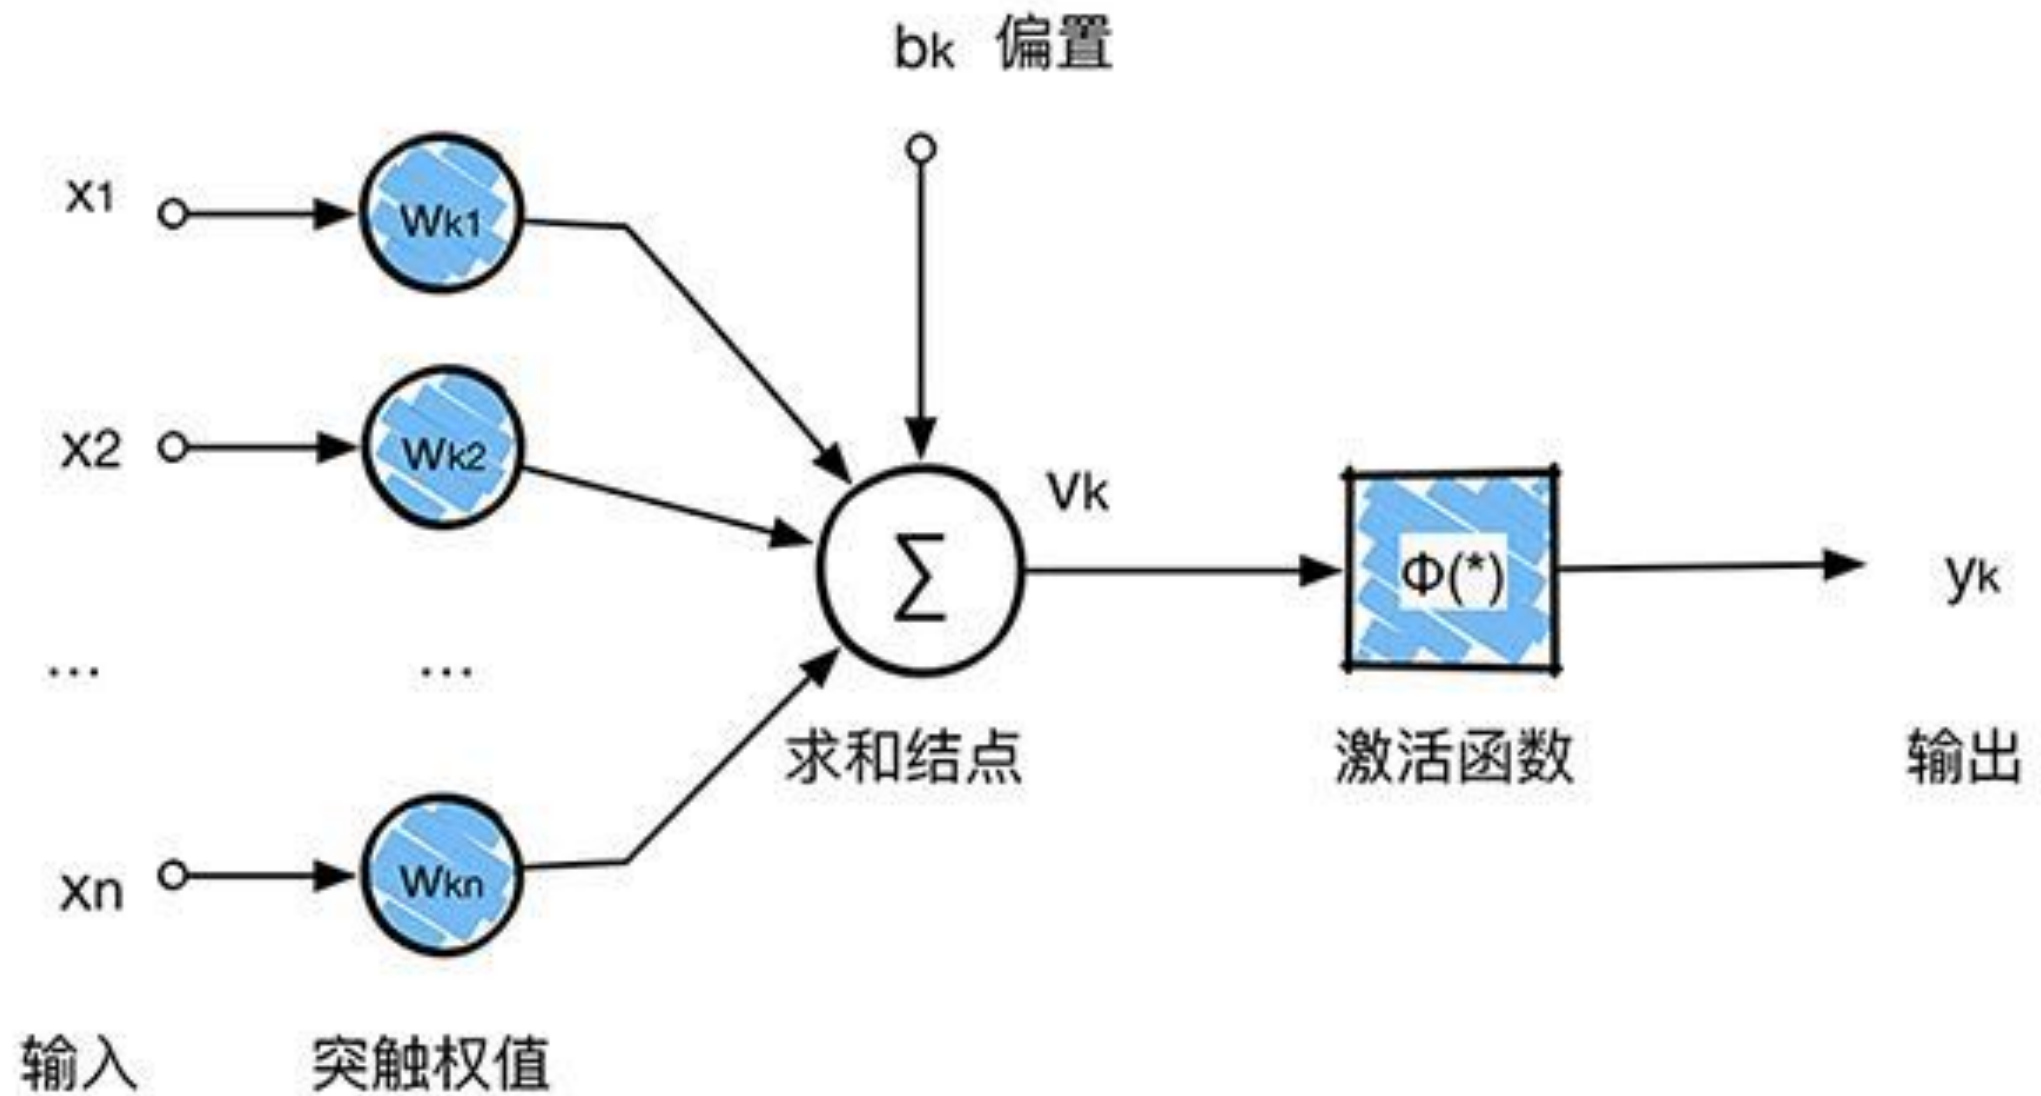 bk 偏置
x1
Wk1
x2
Wk2
Vk
∑
Φ(*)
yk
...
...
求和结点
激活函数
输出
xn
Wkn
输入
突触权值